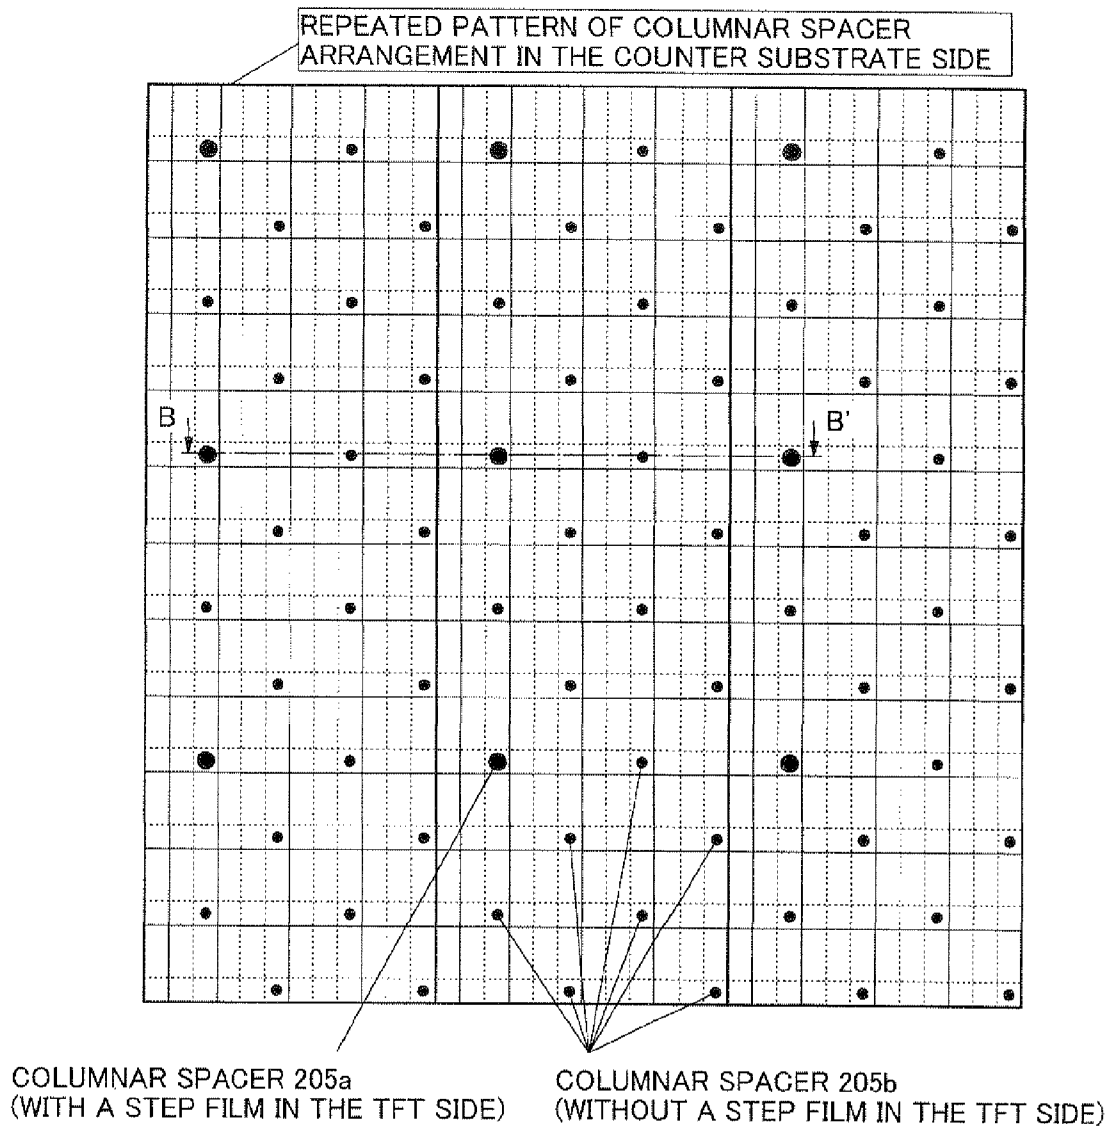 REPEATED PATTERN OF COLUMNAR SPACER
ARRANGEMENT IN THE COUNTER SUBSTRATE SIDE
B
B'
COLUMNAR SPACER 205a
(WITH A STEP FILM IN THE TFT SIDE)
COLUMNAR SPACER 205b
(WITHOUT A STEP FILM IN THE TFT SIDE)